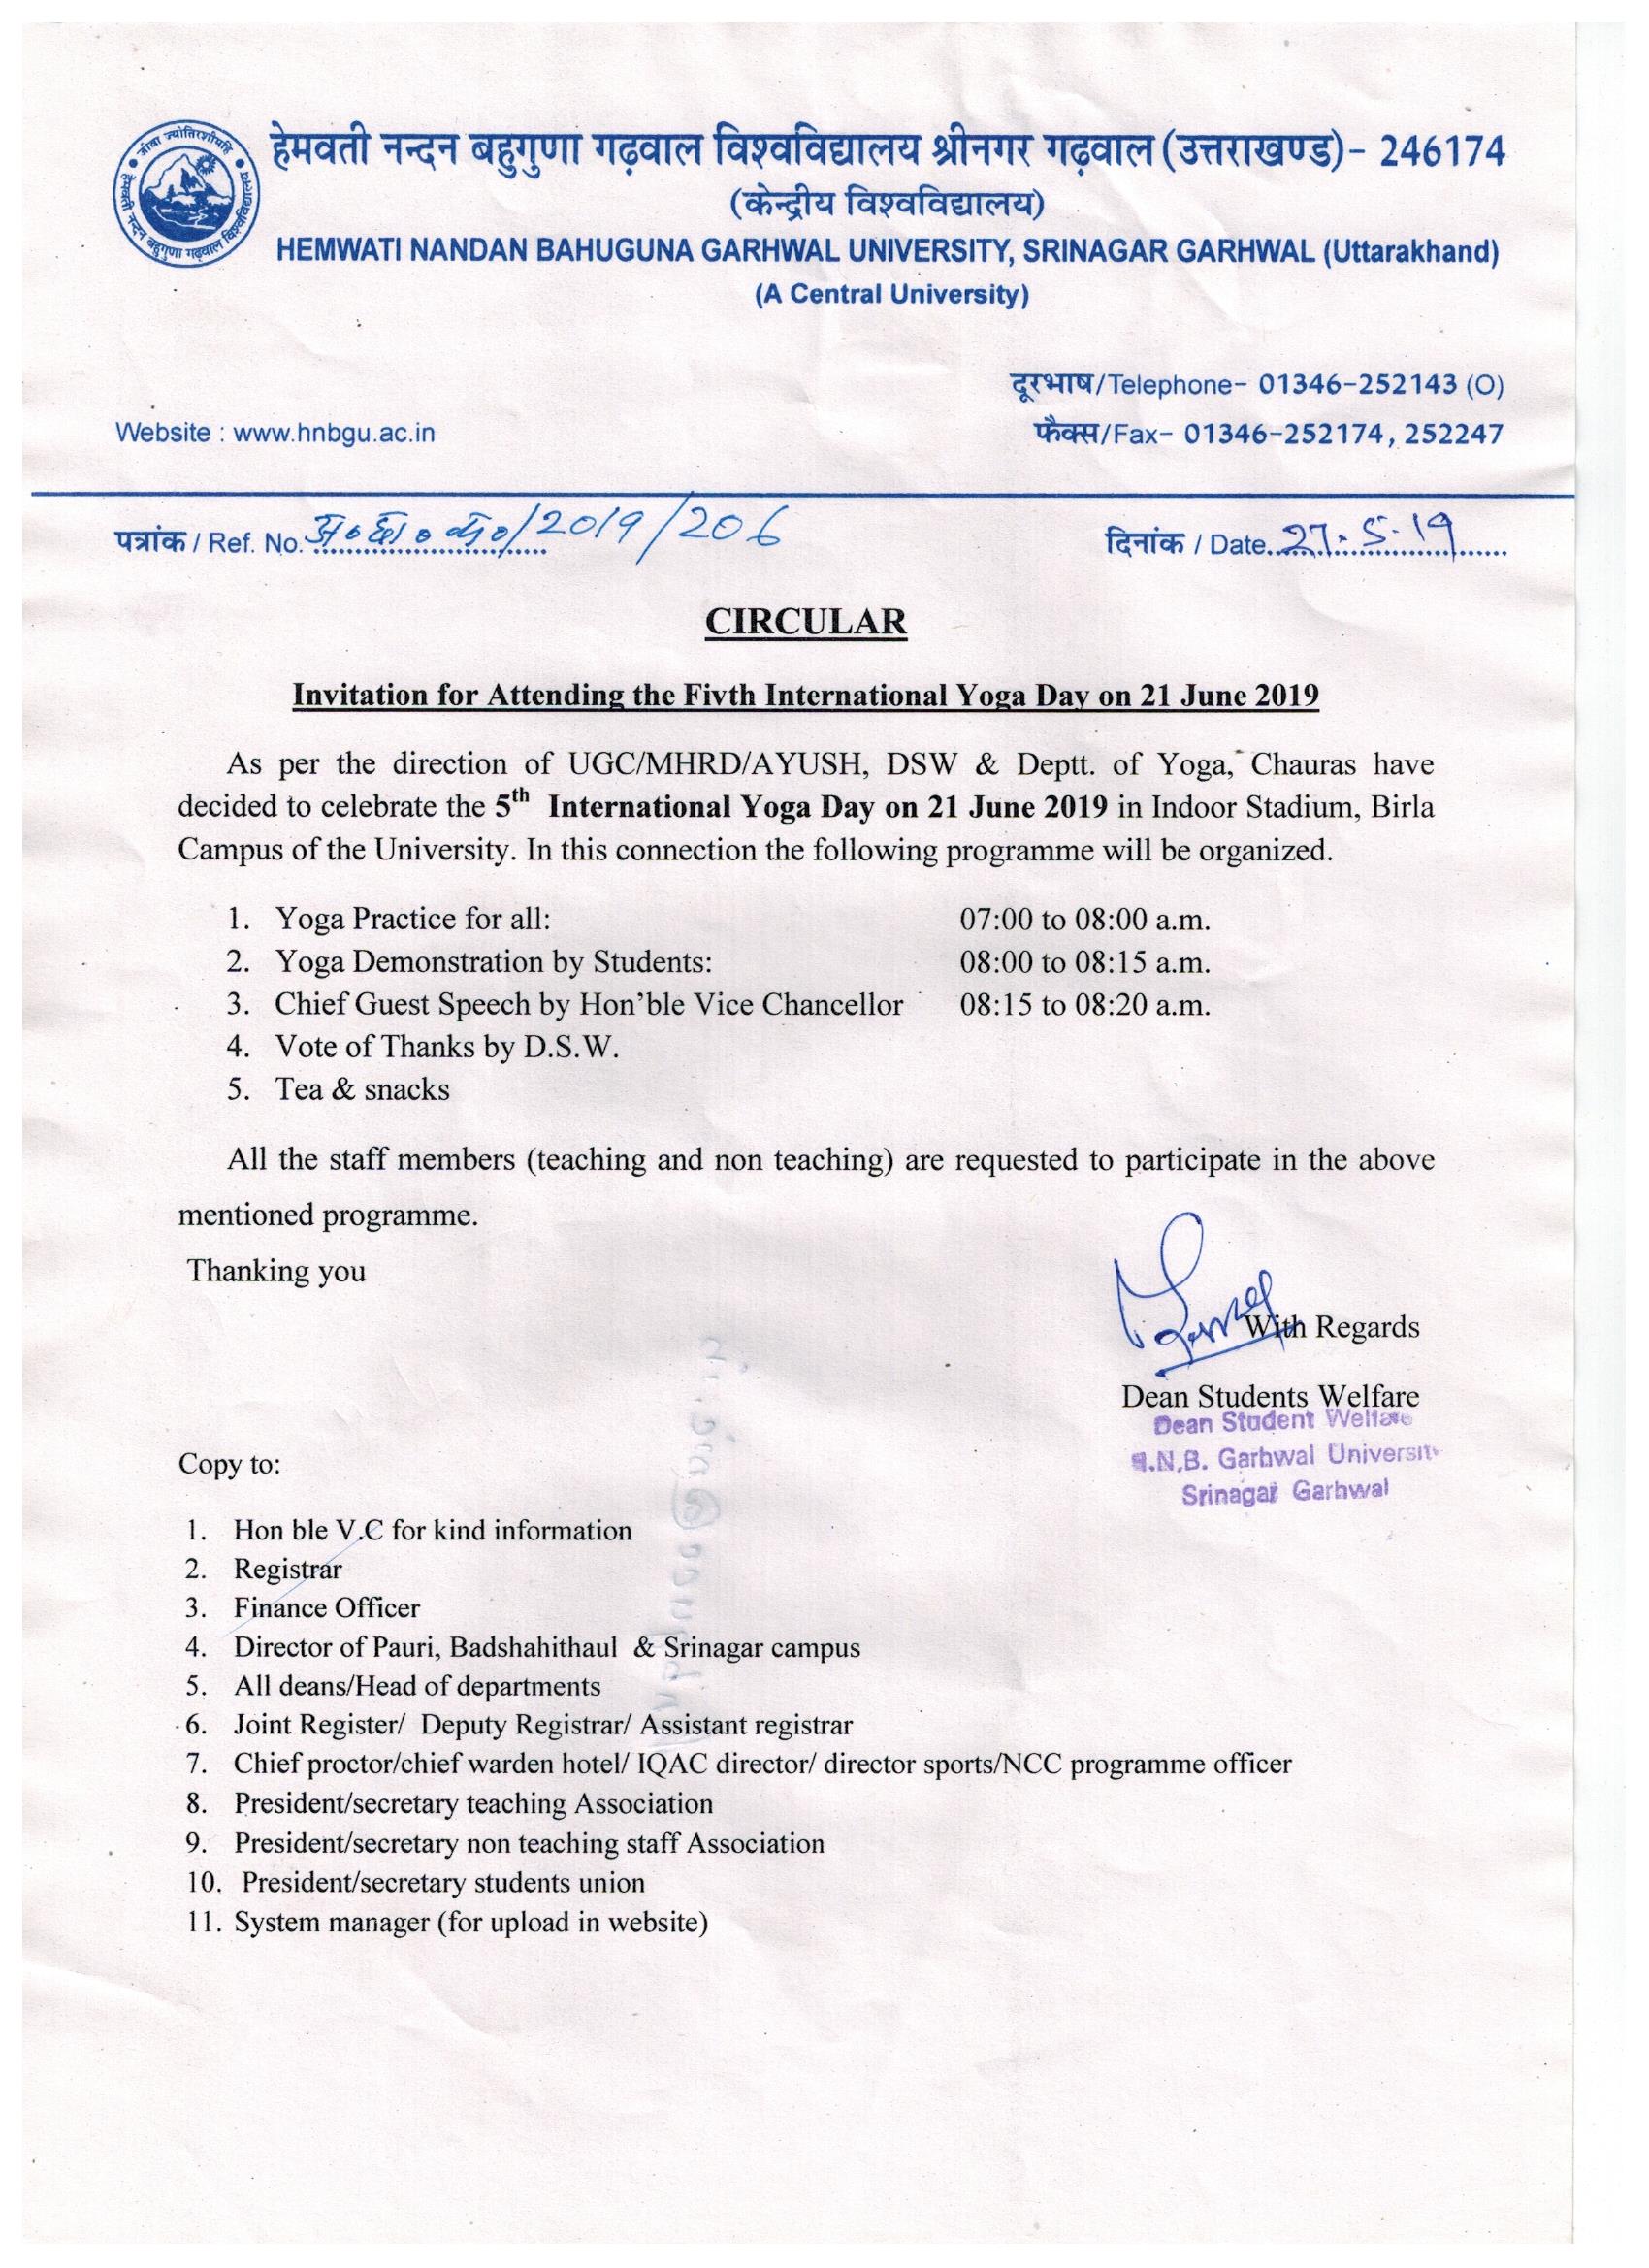 हेमवती नन्दन बहुगुणा गढ़वाल विश्वविद्यालय श्रीनगर गढ़वाल (उत्तराखण्ड)- 246174
(केन्द्रीय विश्वविद्यालय)
HEMWATI NANDAN BAHUGUNA GARHWAL UNIVERSITY, SRINAGAR GARHWAL (Uttarakhand)
(A Central University)
दूरभाष/Telephone- 01346-252143 (O)
Website : www.hnbgu.ac.in
फैक्स/Fax- 01346-252174, 252247
पत्रांक / Ref. No. अ०छा०क०/2019/206
दिनांक / Date 27.5.19
CIRCULAR
Invitation for Attending the Fivth International Yoga Day on 21 June 2019
As per the direction of UGC/MHRD/AYUSH, DSW & Deptt. of Yoga, Chauras have
decided to celebrate the 5th International Yoga Day on 21 June 2019 in Indoor Stadium, Birla
Campus of the University. In this connection the following programme will be organized.
1. Yoga Practice for all: 07:00 to 08:00 a.m.
2. Yoga Demonstration by Students: 08:00 to 08:15 a.m.
3. Chief Guest Speech by Hon'ble Vice Chancellor 08:15 to 08:20 a.m.
4. Vote of Thanks by D.S.W.
5. Tea & snacks
All the staff members (teaching and non teaching) are requested to participate in the above
mentioned programme.
Thanking you
With Regards
Dean Students Welfare
Dean Student Welfare
H.N.B. Garhwal University
Srinagar Garhwal
Copy to:
1. Hon ble V.C for kind information
2. Registrar
3. Finance Officer
4. Director of Pauri, Badshahithaul & Srinagar campus
5. All deans/Head of departments
6. Joint Register/ Deputy Registrar/ Assistant registrar
7. Chief proctor/chief warden hotel/ IQAC director/ director sports/NCC programme officer
8. President/secretary teaching Association
9. President/secretary non teaching staff Association
10. President/secretary students union
11. System manager (for upload in website)